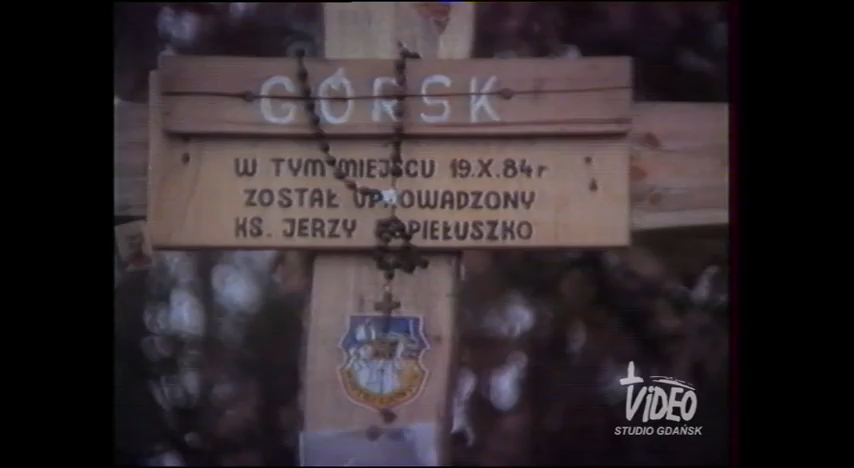 GÓRSK
W TYM MIEJSCU 19.X.84r
ZOSTAŁ UPROWADZONY
KS. JERZY POPIEŁUSZKO
VIDEO
STUDIO GDAŃSK